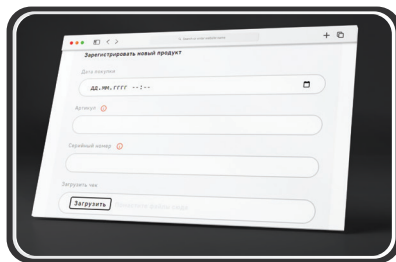 Зарегистрировать новый продукт
Дата покупки
дд.мм.гггг --:--
Артикул
Серийный номер
Загрузить чек
Загрузить